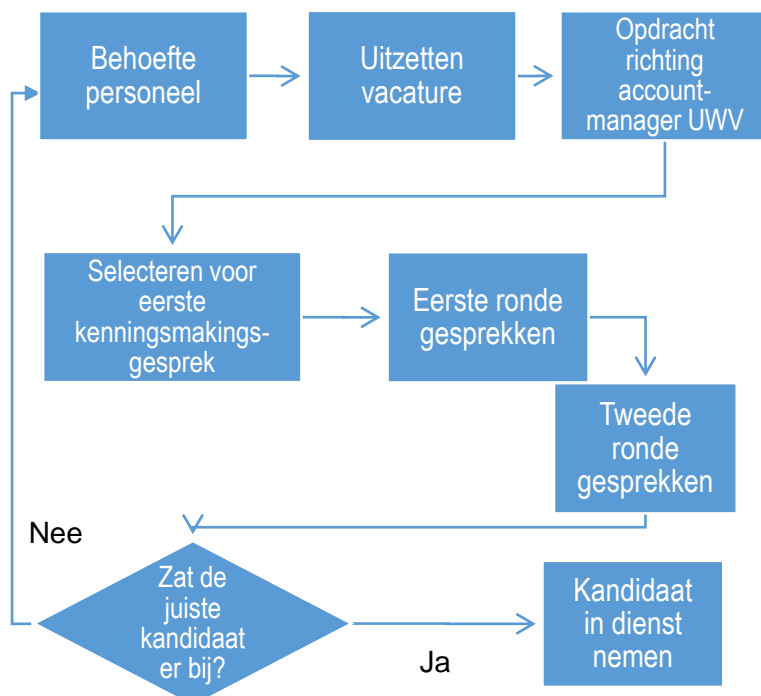 Behoefte
personeel
Uitzetten
vacature
Opdracht
richting
account-
manager UWV
Selecteren voor
eerste
kenningsmakings-
gesprek
Eerste ronde
gesprekken
Tweede
ronde
gesprekken
Nee
Zat de
juiste
kandidaat
er bij?
Ja
Kandidaat
in dienst
nemen